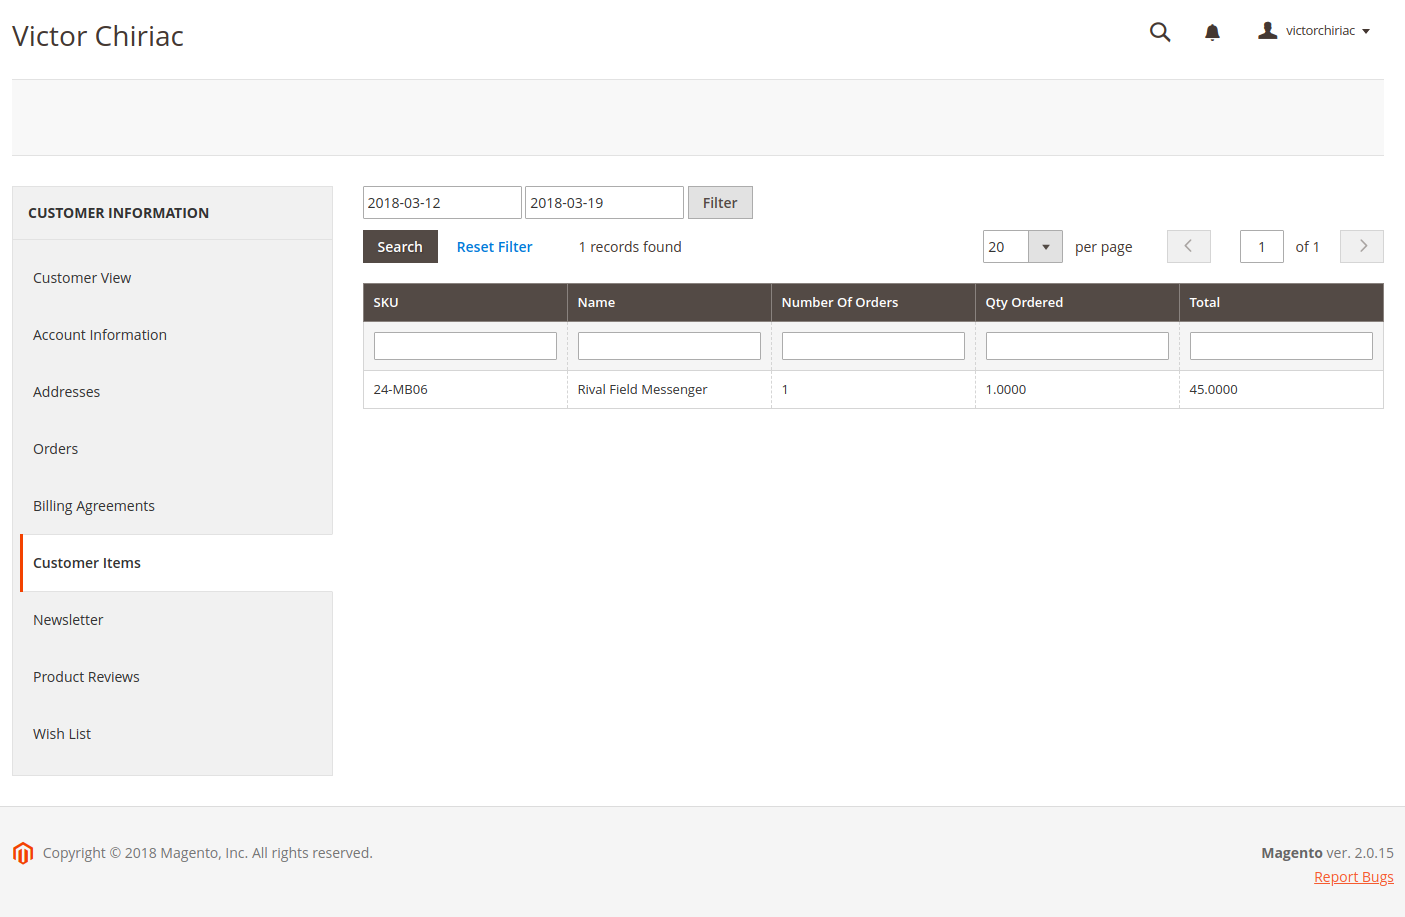 Victor Chiriac
victorchiriac
CUSTOMER INFORMATION
Customer View
Account Information
Addresses
Orders
Billing Agreements
Customer Items
Newsletter
Product Reviews
Wish List
2018-03-12 2018-03-19 Filter
Search Reset Filter 1 records found 20 per page 1 of 1
SKU Name Number Of Orders Qty Ordered Total
24-MB06 Rival Field Messenger 1 1.0000 45.0000
Copyright © 2018 Magento, Inc. All rights reserved.
Magento ver. 2.0.15
Report Bugs